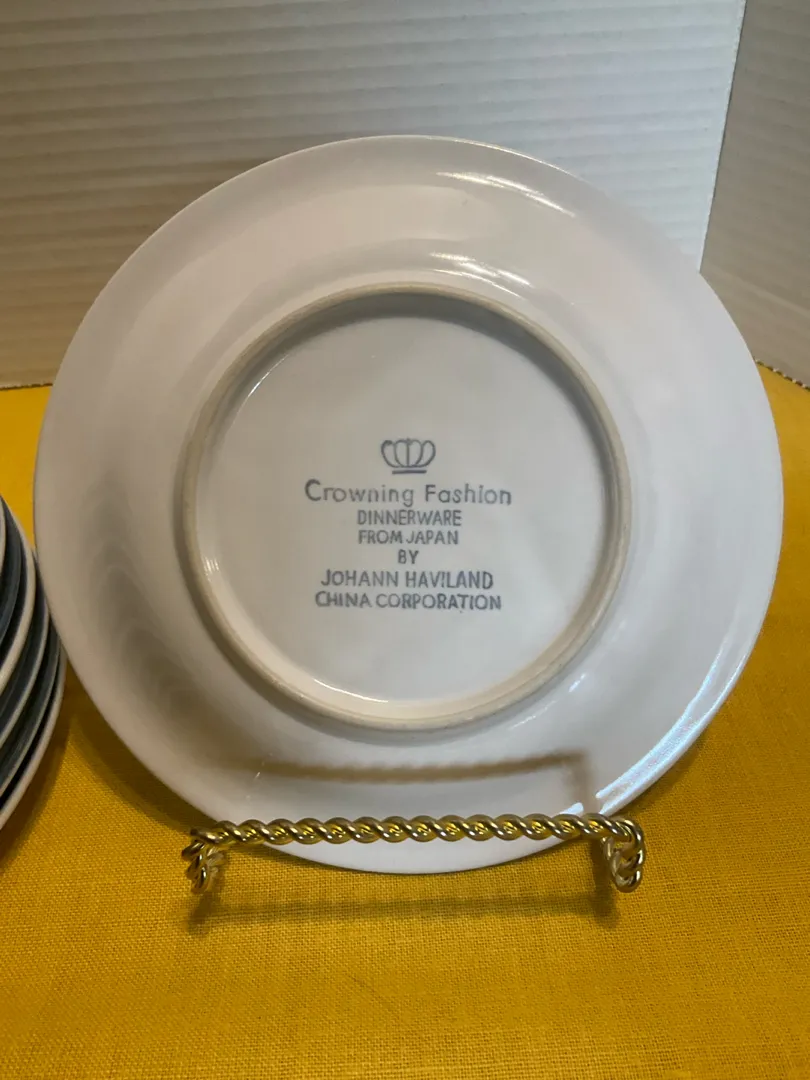 Crowning Fashion
DINNERWARE
FROM JAPAN
BY
JOHANN HAVILAND
CHINA CORPORATION